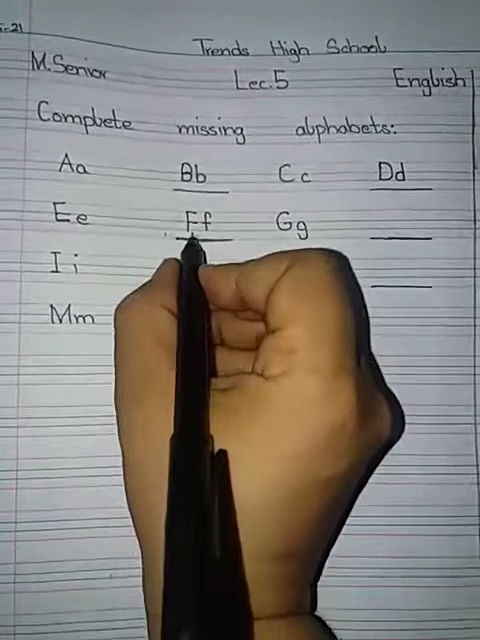 Trends High School
M.Senior Lec.5 English
Complete missing alphabets:
Aa Bb Cc Dd
Ee Ff Gg
Ii
Mm